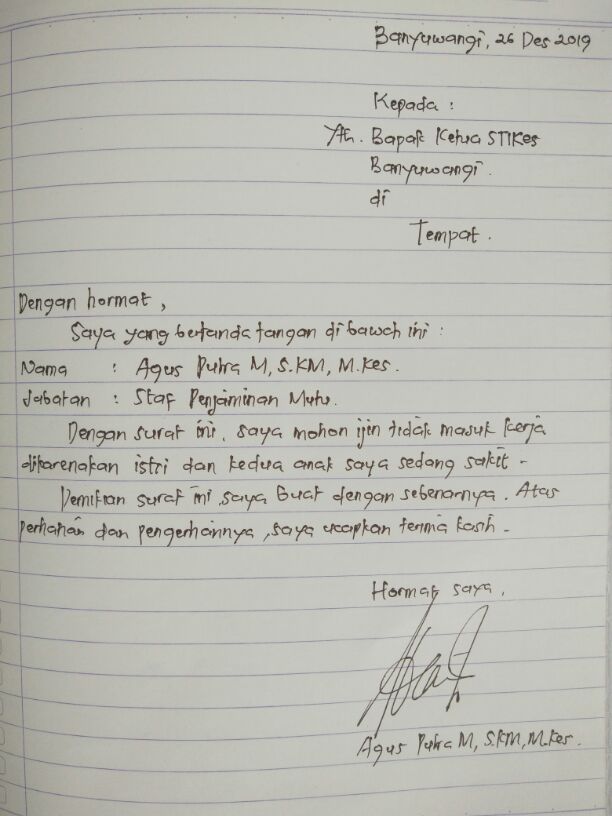 Banyuwangi, 26 Des 2019
Kepada :
Yth. Bapak Ketua STIKes
Banyuwangi.
di
Tempat.
Dengan hormat,
Saya yang bertanda tangan di bawah ini :
Nama : Agus Putra M, S.KM, M.Kes.
Jabatan : Staf Penjaminan Mutu.
Dengan surat ini, saya mohon ijin tidak masuk kerja
dikarenakan istri dan kedua anak saya sedang sakit.
Demikian surat ini, saya buat dengan sebenarnya. Atas
perhatian dan pengertiannya, saya ucapkan terima kasih.
Hormat saya,
Agus Putra M, S.KM, M.Kes.